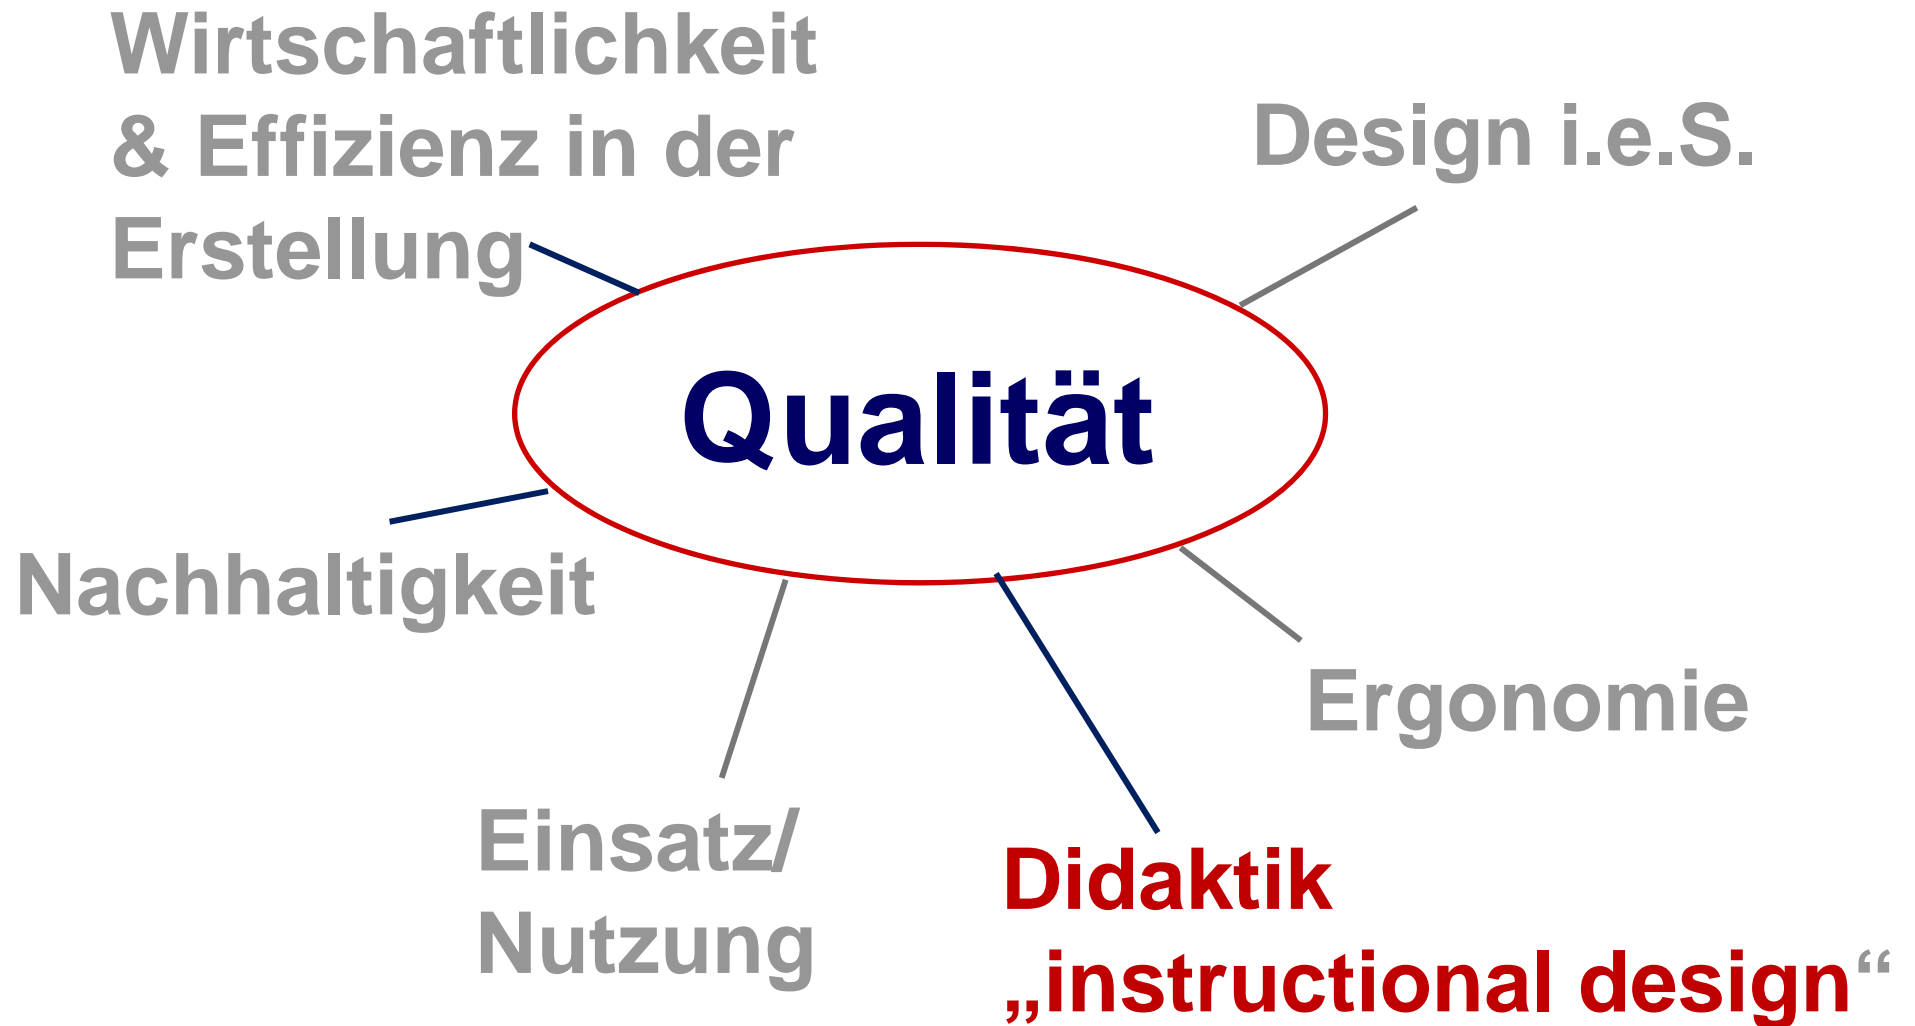 Wirtschaftlichkeit
& Effizienz in der
Erstellung
Design i.e.S.
Qualität
Nachhaltigkeit
Ergonomie
Einsatz/
Nutzung
Didaktik
„instructional design“